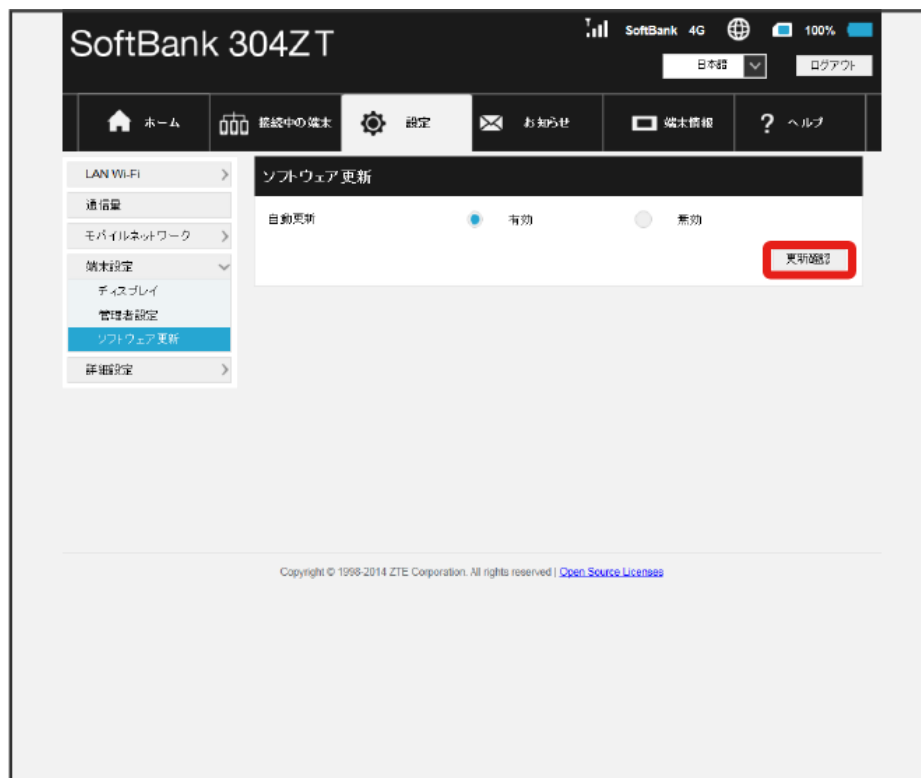 SoftBank 304ZT
SoftBank 4G 100%
日本語 ログアウト
ホーム 接続中の端末 設定 お知らせ 端末情報 ? ヘルプ
LAN Wi-Fi
通信量
モバイルネットワーク
端末設定
ディスプレイ
管理者設定
ソフトウェア更新
詳細設定
ソフトウェア更新
自動更新 有効 無効
更新確認
Copyright © 1998-2014 ZTE Corporation. All rights reserved | Open Source Licenses